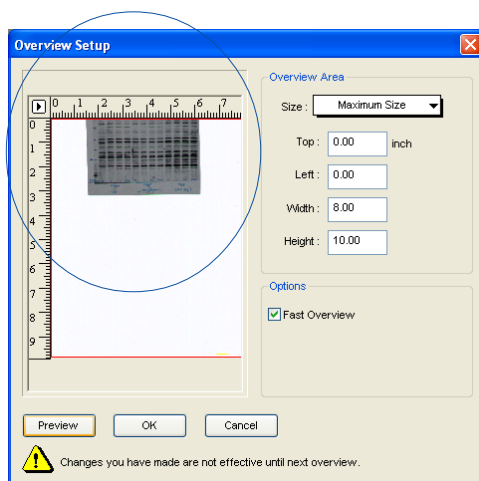 Overview Setup
0 1 2 3 4 5 6 7
0
1
2
3
4
5
6
7
8
9
Overview Area
Size : Maximum Size
Top : 0.00 inch
Left : 0.00
Width : 8.00
Height : 10.00
Options
Fast Overview
Preview OK Cancel
Changes you have made are not effective until next overview.